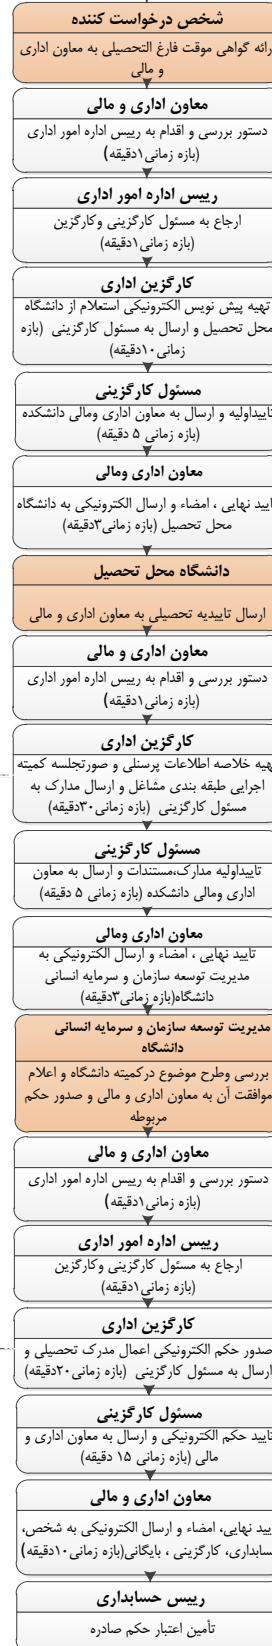 شخص درخواست کننده
رائه گواهی موقت فارغ التحصیلی به معاون اداری
و مالی
معاون اداری و مالی
دستور بررسی و اقدام به رییس اداره امور اداری
(بازه زمانی۱دقیقه)
رییس اداره امور اداری
ارجاع به مسئول کارگزینی وکارگزین
(بازه زمانی۱دقیقه)
کارگزین اداری
تهیه پیش نویس الکترونیکی استعلام از دانشگاه
محل تحصیل و ارسال به مسئول کارگزینی (بازه
زمانی۱۰دقیقه)
مسئول کارگزینی
تاییداولیه و ارسال به معاون اداری ومالی دانشکده
(بازه زمانی ۵ دقیقه)
معاون اداری ومالی
ایید نهایی ، امضاء و ارسال الکترونیکی به دانشگاه
محل تحصیل (بازه زمانی۳دقیقه)
دانشگاه محل تحصیل
ارسال تاییدیه تحصیلی به معاون اداری و مالی
معاون اداری و مالی
دستور بررسی و اقدام به رییس اداره امور اداری
(بازه زمانی۱دقیقه)
کارگزین اداری
هیه خلاصه اطلاعات پرسنلی و صورتجلسه کمیته
اجرایی طبقه بندی مشاغل و ارسال مدارک به
مسئول کارگزینی (بازه زمانی۳۰دقیقه)
مسئول کارگزینی
تاییداولیه مدارک،مستندات و ارسال به معاون
اداری ومالی دانشکده (بازه زمانی ۵ دقیقه)
معاون اداری ومالی
تایید نهایی ، امضاء و ارسال الکترونیکی به
مدیریت توسعه سازمان و سرمایه انسانی
دانشگاه(بازه زمانی۳دقیقه)
مدیریت توسعه سازمان و سرمایه انسانی
دانشگاه
بررسی وطرح موضوع درکمیته دانشگاه و اعلام
موافقت آن به معاون اداری و مالی و صدور حکم
مربوطه
معاون اداری و مالی
دستور بررسی و اقدام به رییس اداره امور اداری
(بازه زمانی۱دقیقه)
رییس اداره امور اداری
ارجاع به مسئول کارگزینی وکارگزین
(بازه زمانی۱دقیقه)
کارگزین اداری
صدور حکم الکترونیکی اعمال مدرک تحصیلی و
ارسال به مسئول کارگزینی (بازه زمانی۲۰دقیقه)
مسئول کارگزینی
تایید حکم الکترونیکی و ارسال به معاون اداری و
مالی (بازه زمانی ۱۵ دقیقه)
معاون اداری و مالی
یید نهایی، امضاء و ارسال الکترونیکی به شخص،
سابداری، کارگزینی ، بایگانی(بازه زمانی۱۰دقیقه)
رییس حسابداری
تأمین اعتبار حکم صادره